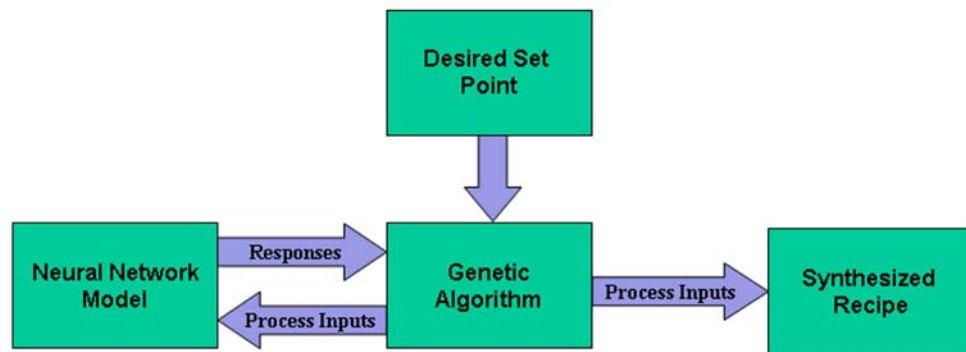 Desired Set
Point
Responses
Neural Network
Model
Process Inputs
Genetic
Algorithm
Process Inputs
Synthesized
Recipe